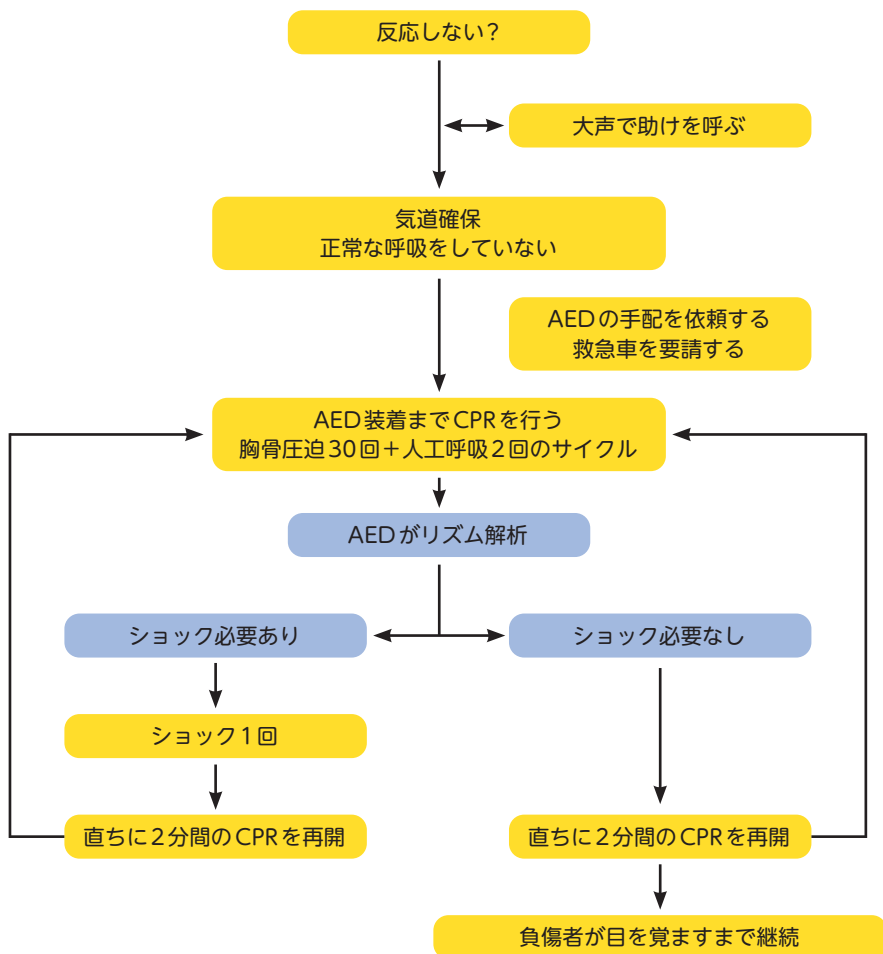 反応しない？
大声で助けを呼ぶ
気道確保
正常な呼吸をしていない
AEDの手配を依頼する
救急車を要請する
AED装着までCPRを行う
胸骨圧迫30回＋人工呼吸2回のサイクル
AEDがリズム解析
ショック必要あり
ショック必要なし
ショック1回
直ちに2分間のCPRを再開
直ちに2分間のCPRを再開
負傷者が目を覚ますまで継続